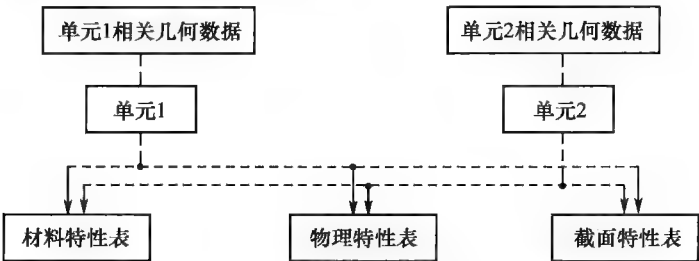 单元1相关几何数据
单元2相关几何数据
单元1
单元2
材料特性表
物理特性表
截面特性表